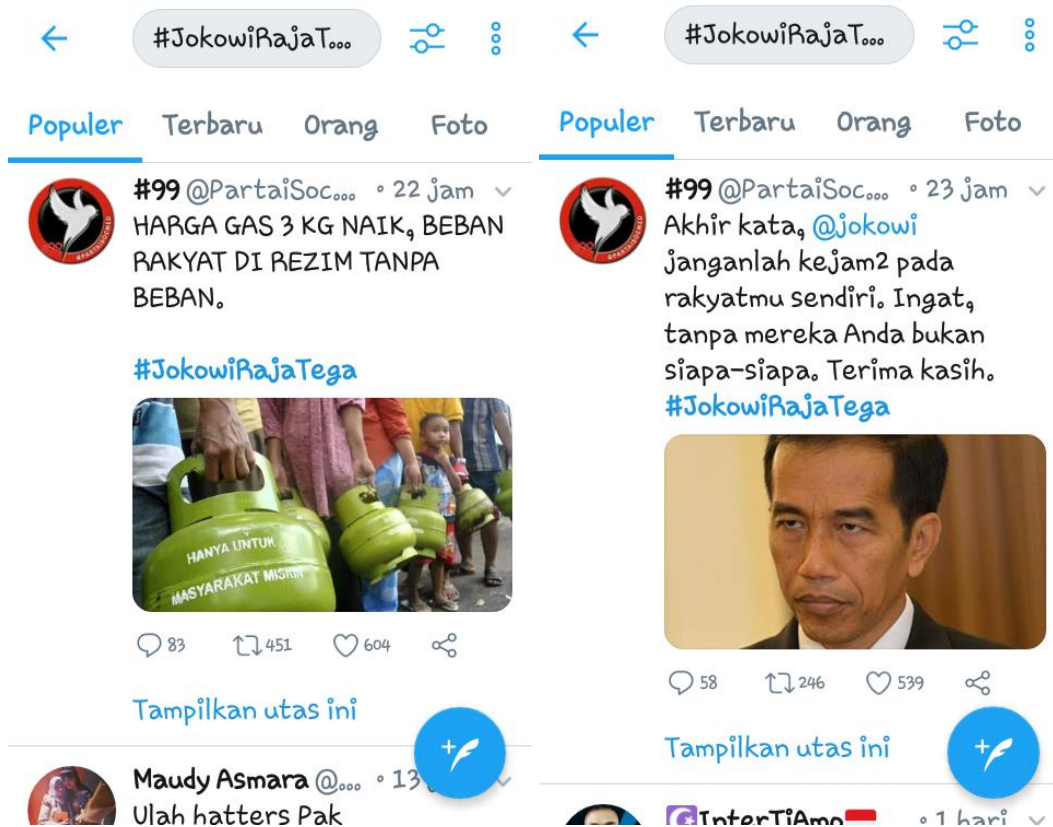 #JokowiRajaT...
Populer Terbaru Orang Foto
#99 @PartaiSoc... • 22 jam
HARGA GAS 3 KG NAIK, BEBAN
RAKYAT DI REZIM TANPA
BEBAN.
#JokowiRajaTega
HANYA UNTUK
MASYARAKAT MISKIN
83 451 604
Tampilkan utas ini
Maudy Asmara @... • 13
Ulah hatters Pak
#JokowiRajaT...
Populer Terbaru Orang Foto
#99 @PartaiSoc... • 23 jam
Akhir kata, @jokowi
janganlah kejam2 pada
rakyatmu sendiri. Ingat,
tanpa mereka Anda bukan
siapa-siapa. Terima kasih.
#JokowiRajaTega
58 246 539
Tampilkan utas ini
InterTiAmo • 1 hari